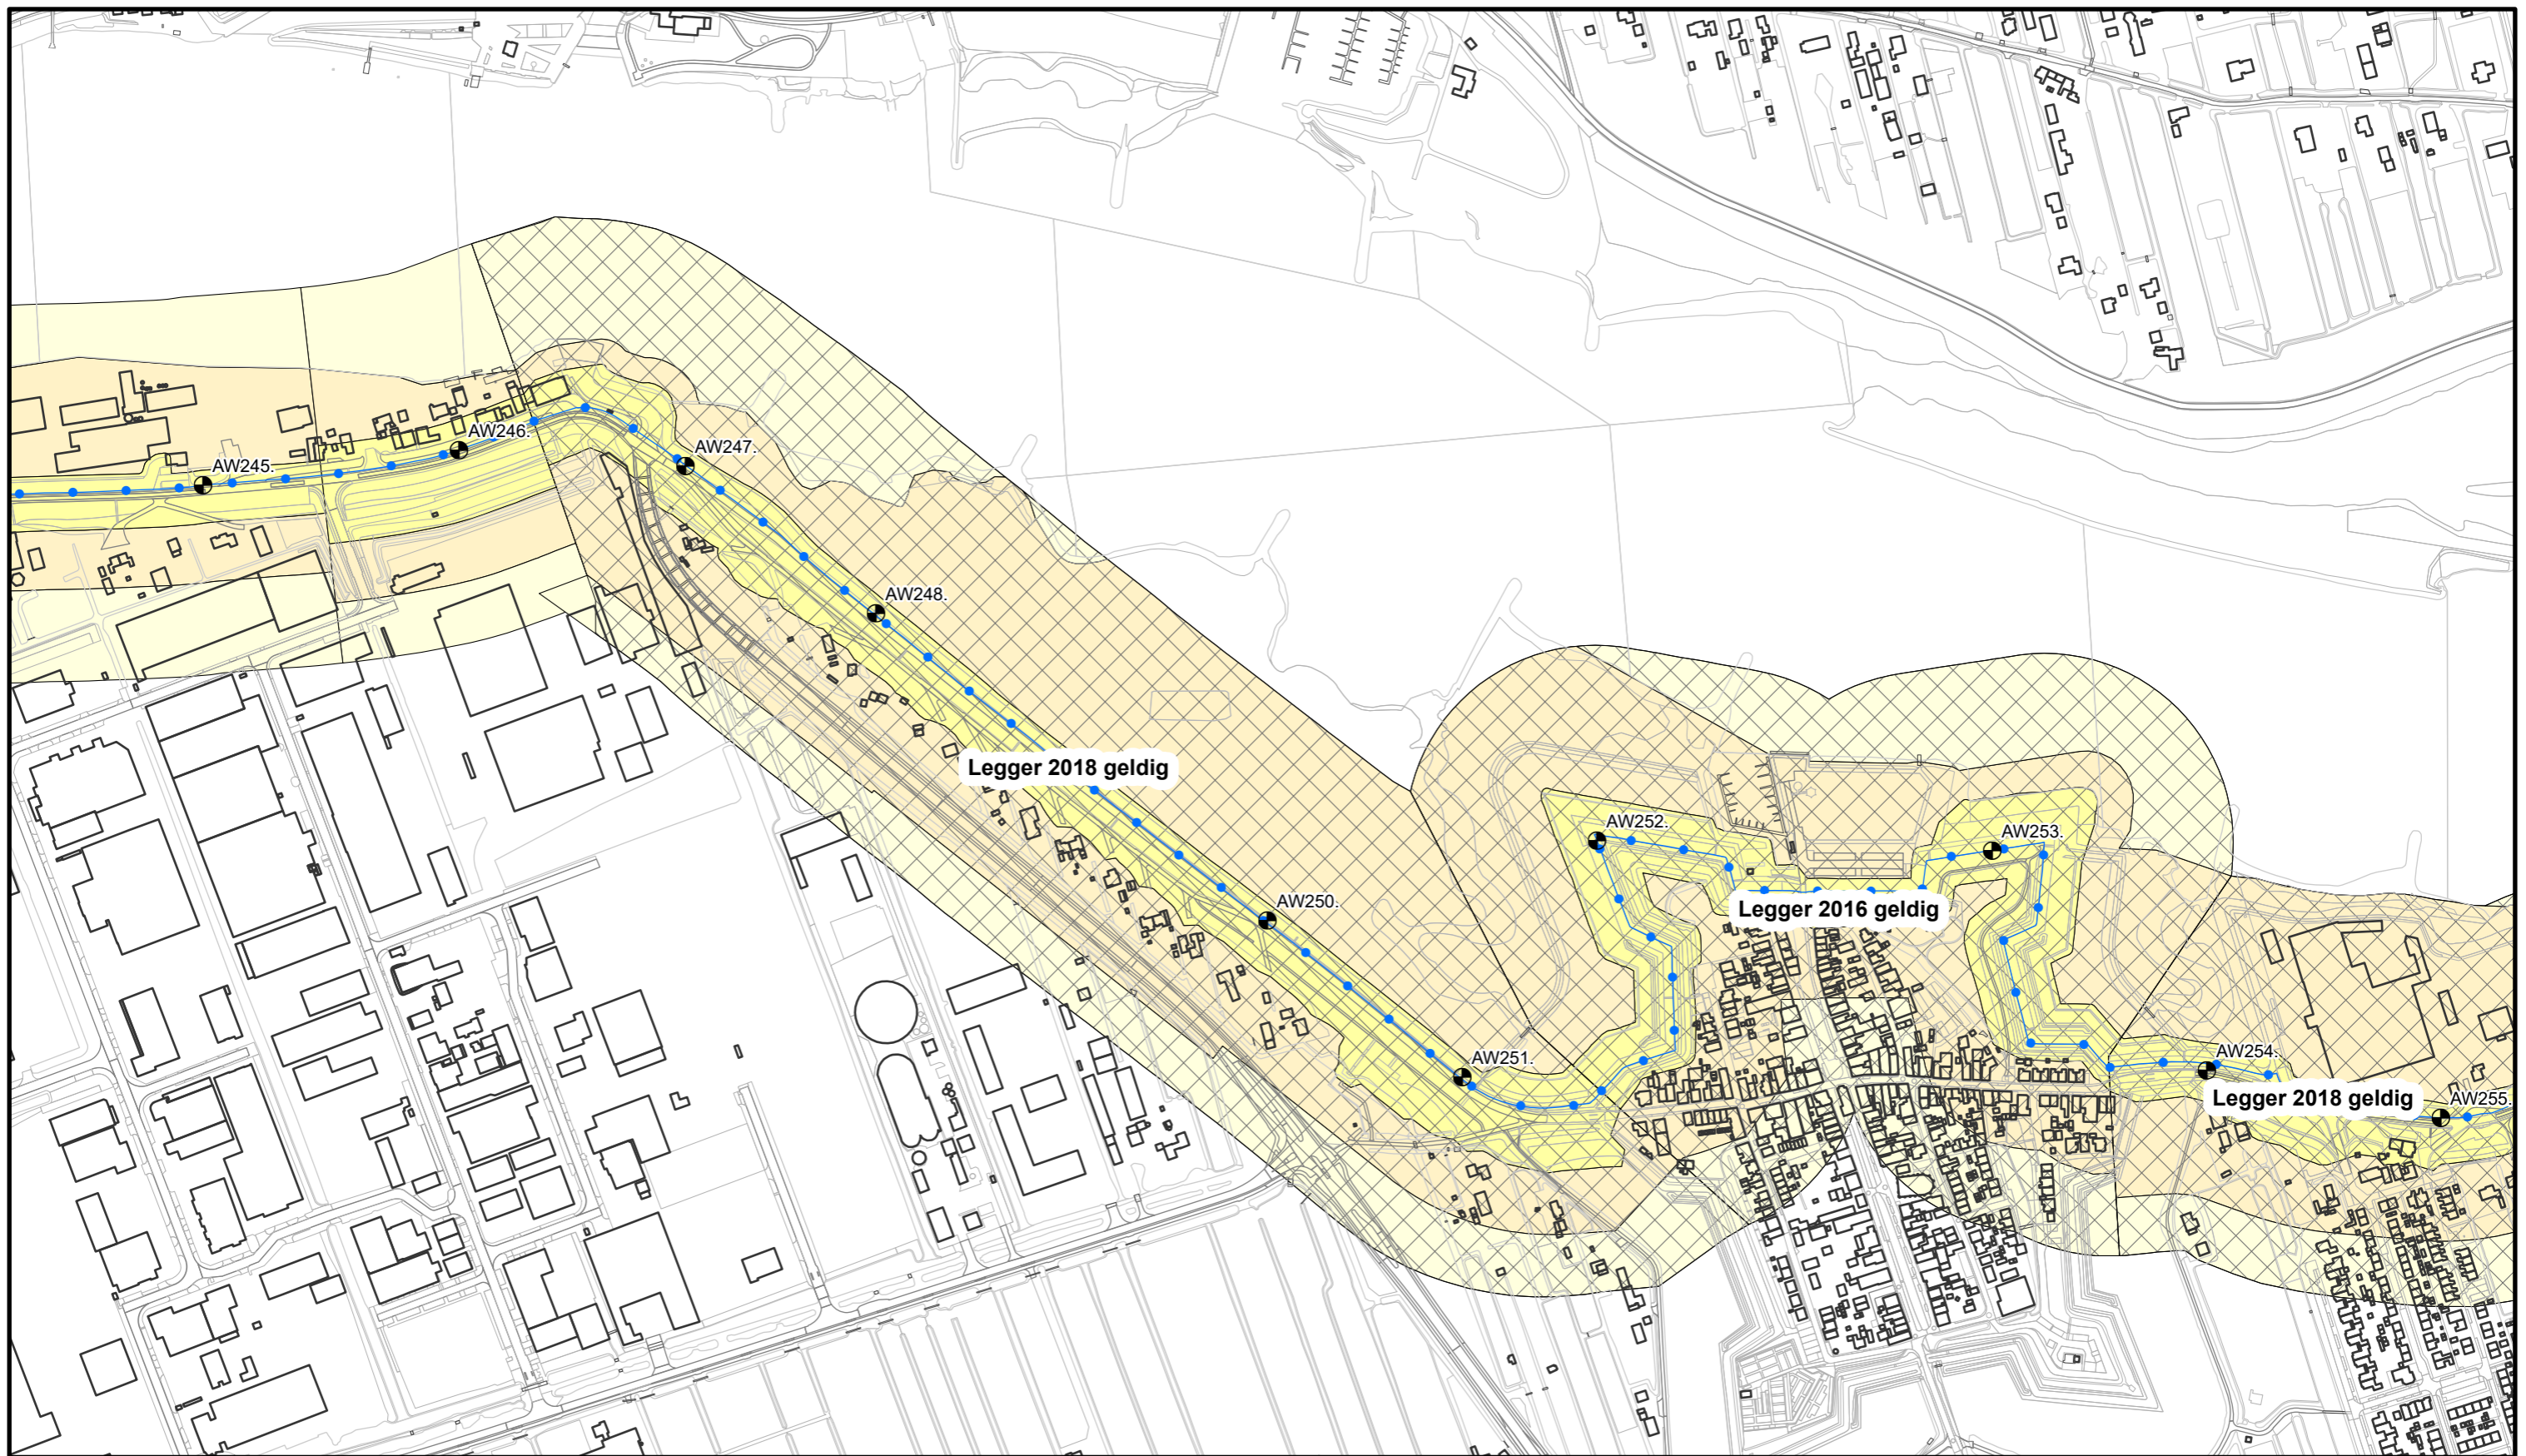 AW246.
AW247.
AW245.
AW248.
Legger 2018 geldig
AW252.
AW253.
AW250.
Legger 2016 geldig
AW251.
AW254.
Legger 2018 geldig
AW255.